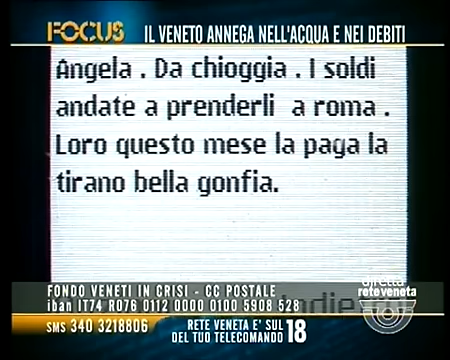 FOCUS IL VENETO ANNEGA NELL'ACQUA E NEI DEBITI
Angela . Da chioggia . I soldi
andate a prenderli a roma .
Loro questo mese la paga la
tirano bella gonfia.
FONDO VENETI IN CRISI - CC POSTALE
iban IT74 R076 0112 0000 0100 5908 528
diretta
reteveneta
SMS 340 3218806
RETE VENETA E' SUL 18
DEL TUO TELECOMANDO